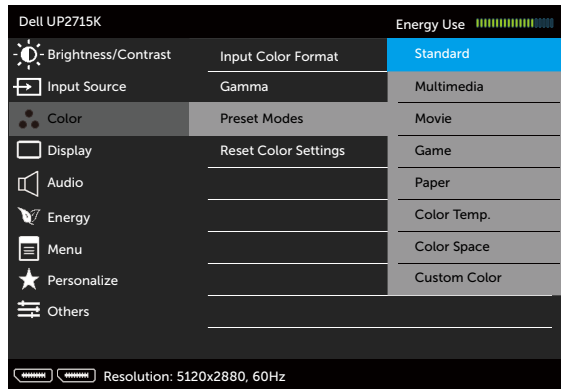 Dell UP2715K
Energy Use
Brightness/Contrast
Input Color Format
Standard
Input Source
Gamma
Multimedia
Color
Preset Modes
Movie
Display
Reset Color Settings
Game
Audio
Paper
Energy
Color Temp.
Menu
Color Space
Personalize
Custom Color
Others
Resolution: 5120x2880, 60Hz